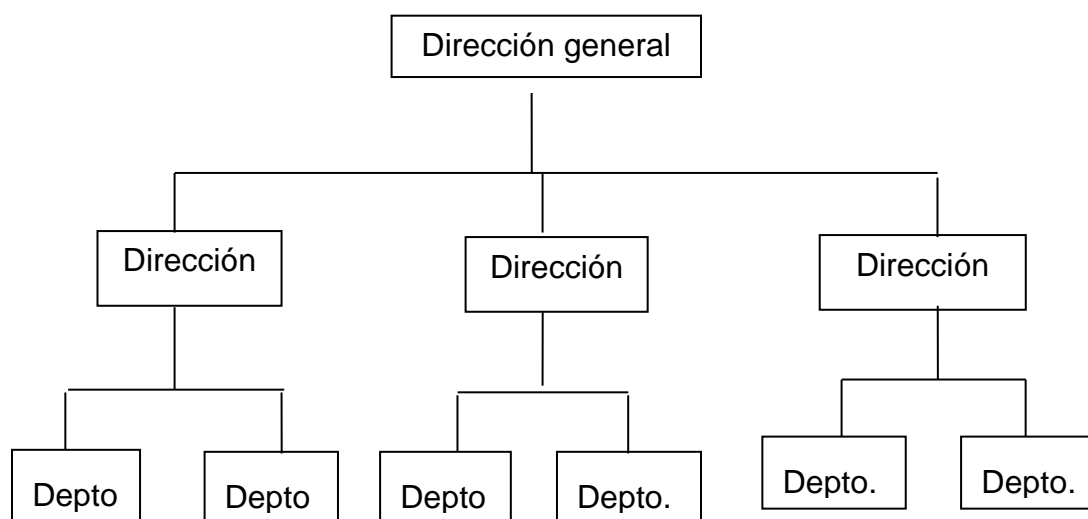 Dirección general
Dirección
Dirección
Dirección
Depto
Depto
Depto
Depto.
Depto.
Depto.